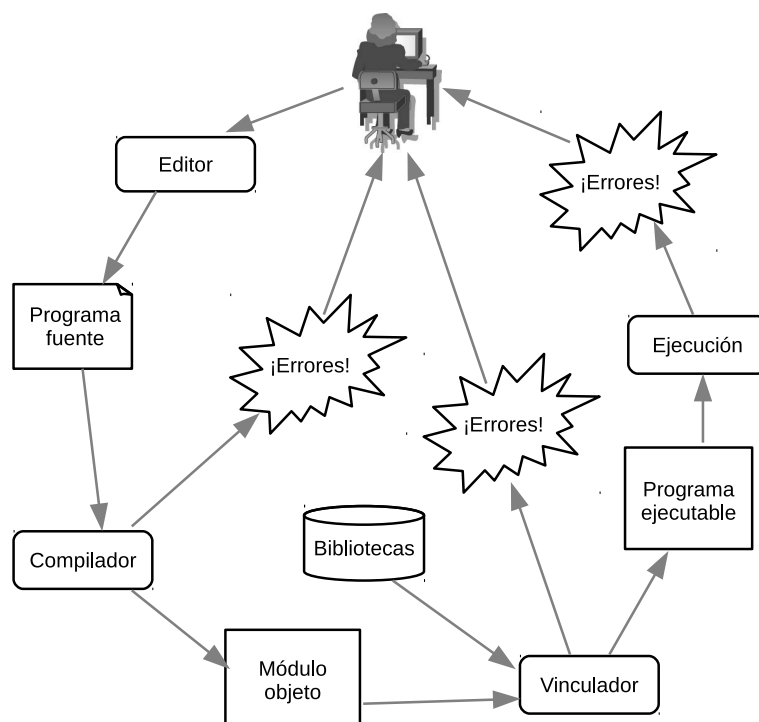 Editor
¡Errores!
Programa
fuente
¡Errores!
Ejecución
¡Errores!
Programa
ejecutable
Compilador
Bibliotecas
Módulo
objeto
Vinculador